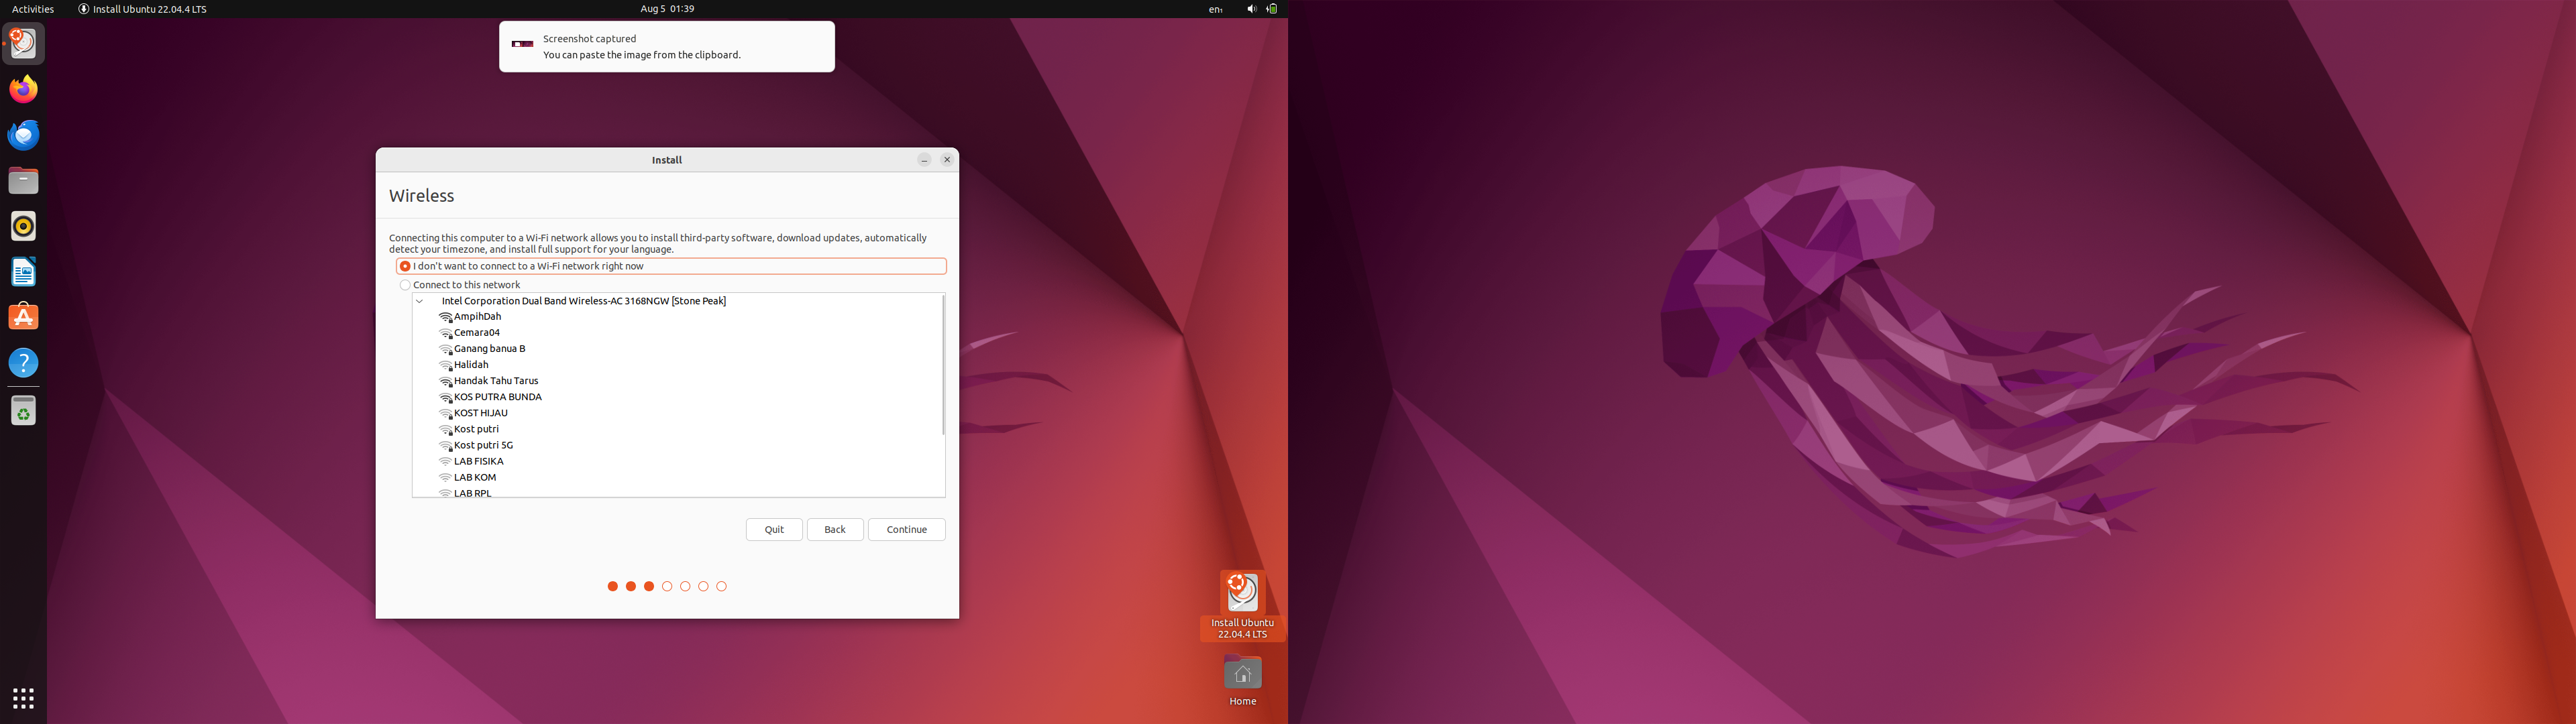 Activities
Install Ubuntu 22.04.4 LTS
Aug 5 01:39
en₁
Screenshot captured
You can paste the image from the clipboard.
Install
Wireless
Connecting this computer to a Wi-Fi network allows you to install third-party software, download updates, automatically
detect your timezone, and install full support for your language.
I don't want to connect to a Wi-Fi network right now
Connect to this network
Intel Corporation Dual Band Wireless-AC 3168NGW [Stone Peak]
AmpihDah
Cemara04
Ganang banua B
Halidah
Handak Tahu Tarus
KOS PUTRA BUNDA
KOST HIJAU
Kost putri
Kost putri 5G
LAB FISIKA
LAB KOM
LAB RPL
Quit
Back
Continue
Install Ubuntu
22.04.4 LTS
Home